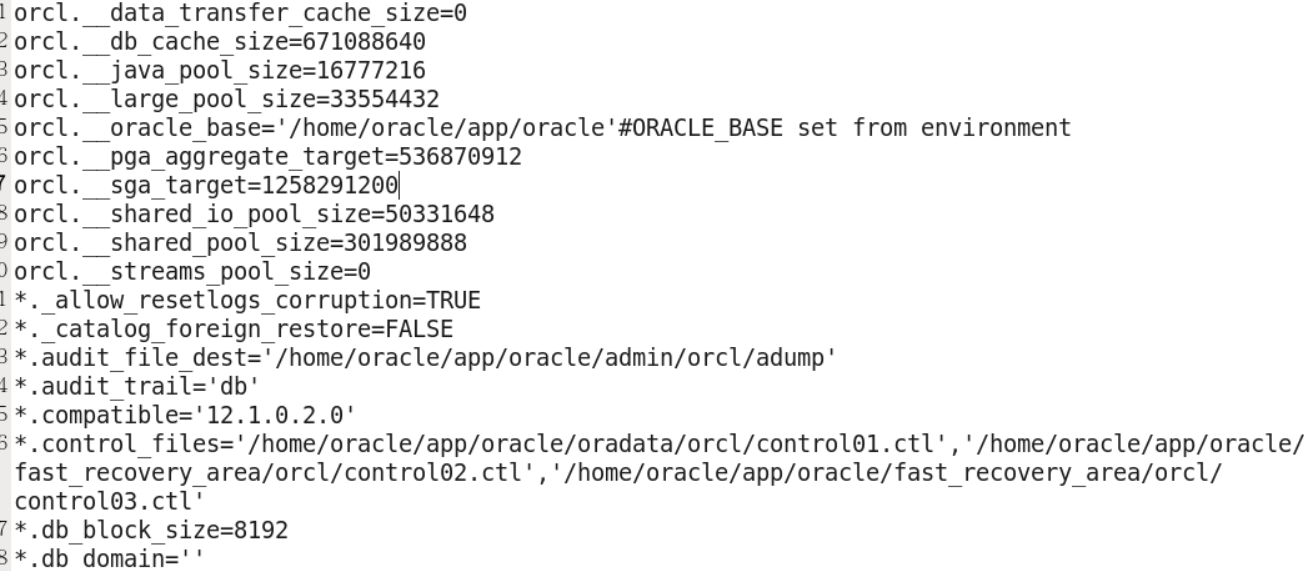 1 orcl.__data_transfer_cache_size=0
2 orcl.__db_cache_size=671088640
3 orcl.__java_pool_size=16777216
4 orcl.__large_pool_size=33554432
5 orcl.__oracle_base='/home/oracle/app/oracle'#ORACLE_BASE set from environment
6 orcl.__pga_aggregate_target=536870912
7 orcl.__sga_target=1258291200
8 orcl.__shared_io_pool_size=50331648
9 orcl.__shared_pool_size=301989888
0 orcl.__streams_pool_size=0
1 *._allow_resetlogs_corruption=TRUE
2 *._catalog_foreign_restore=FALSE
3 *.audit_file_dest='/home/oracle/app/oracle/admin/orcl/adump'
4 *.audit_trail='db'
5 *.compatible='12.1.0.2.0'
6 *.control_files='/home/oracle/app/oracle/oradata/orcl/control01.ctl','/home/oracle/app/oracle/
fast_recovery_area/orcl/control02.ctl','/home/oracle/app/oracle/fast_recovery_area/orcl/
control03.ctl'
7 *.db_block_size=8192
8 *.db_domain=''